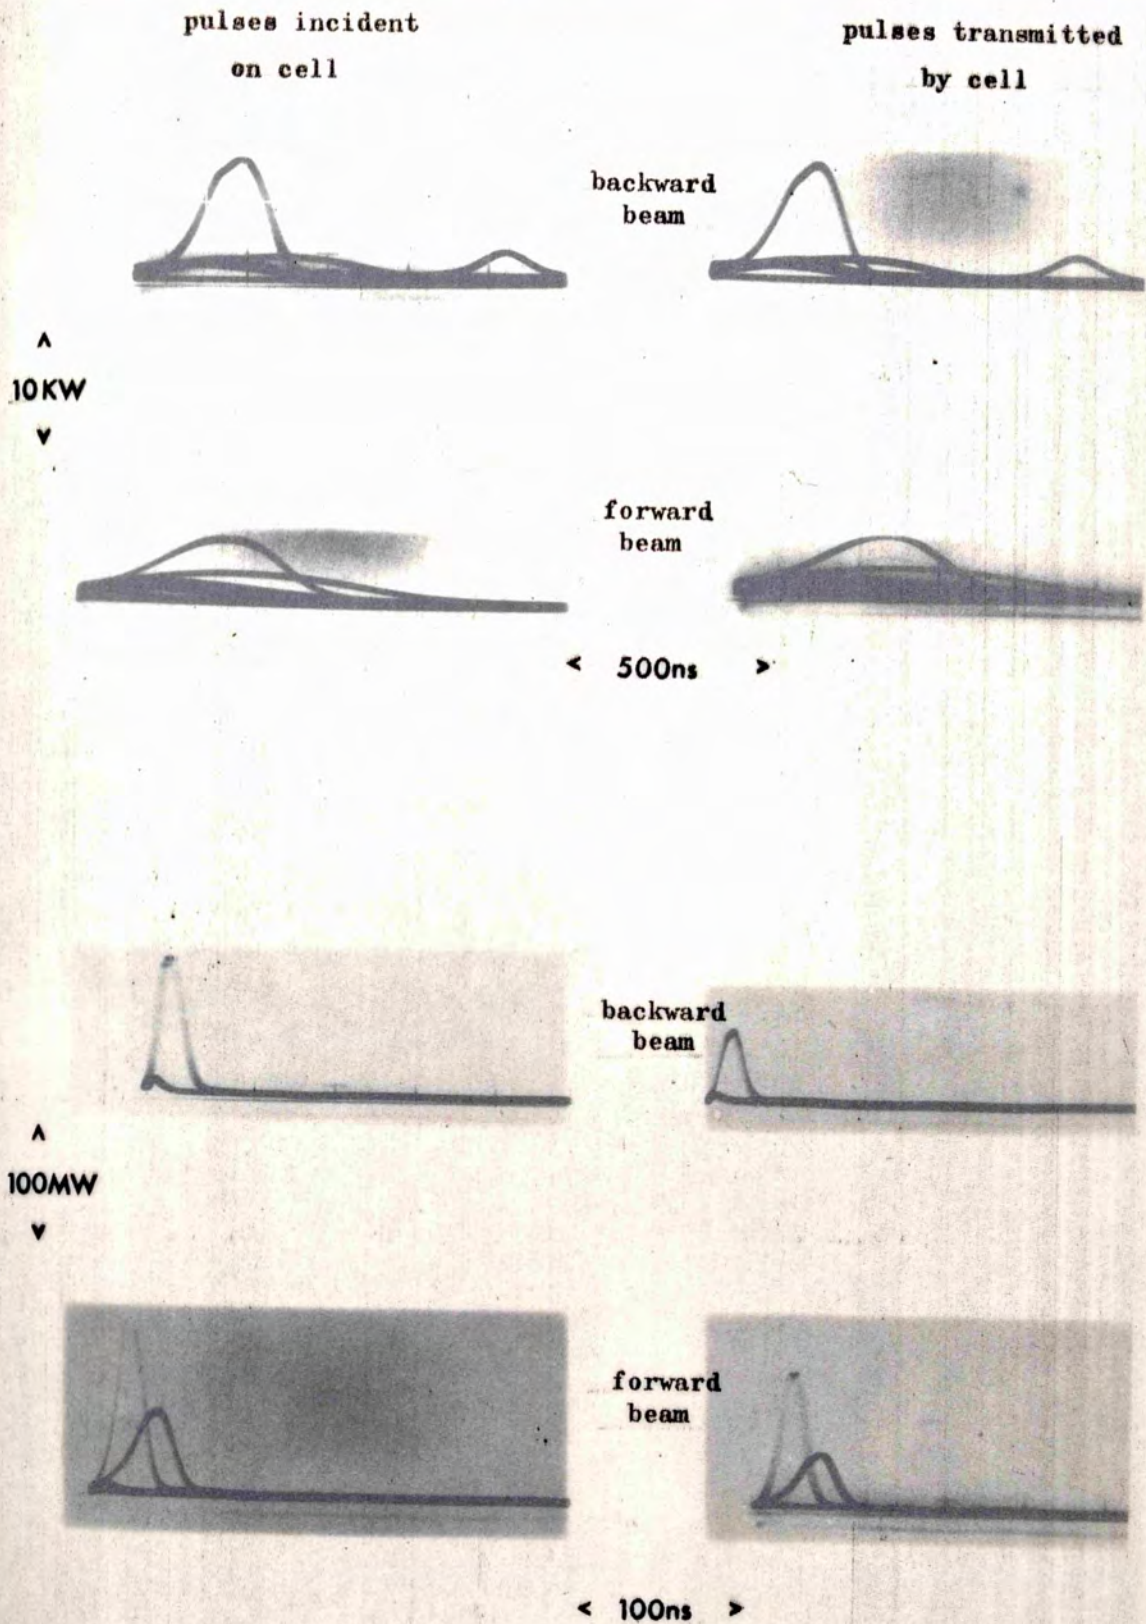 pulses incident
on cell
pulses transmitted
by cell
backward
beam
10KW
forward
beam
500ns
backward
beam
100MW
forward
beam
100ns